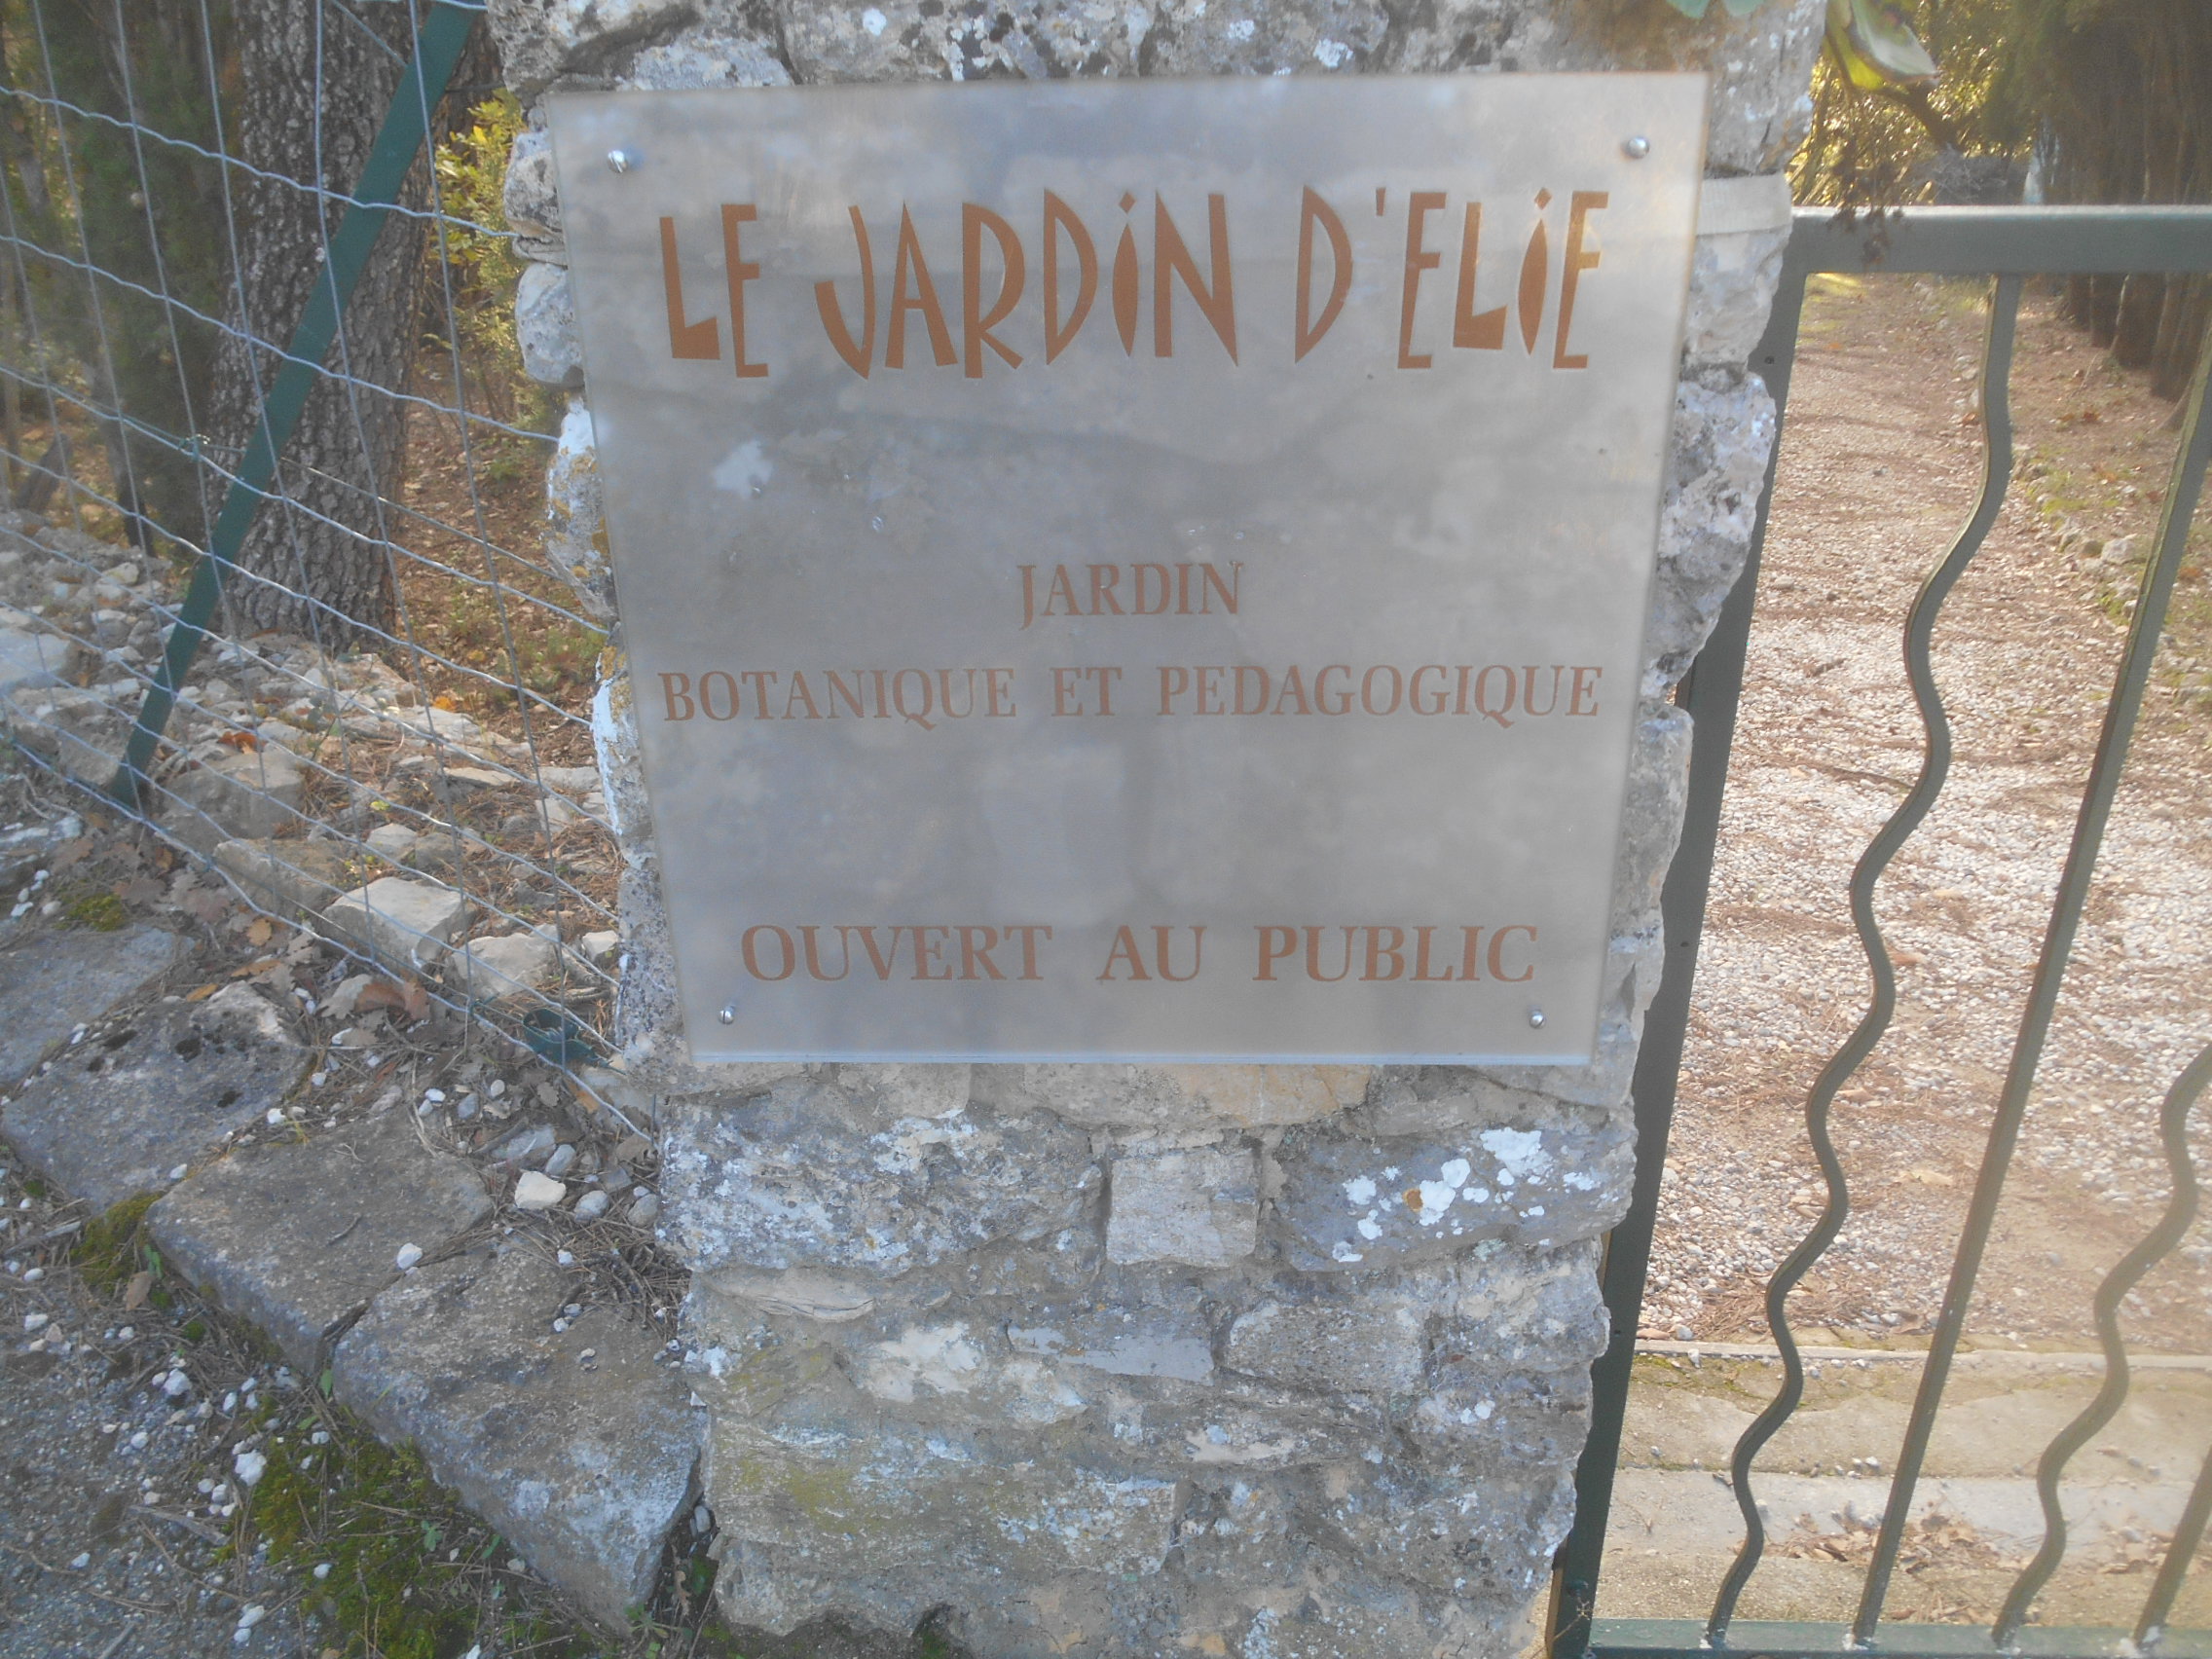 LE JARDiN D'ELiE
JARDIN
BOTANIQUE ET PEDAGOGIQUE
OUVERT AU PUBLIC